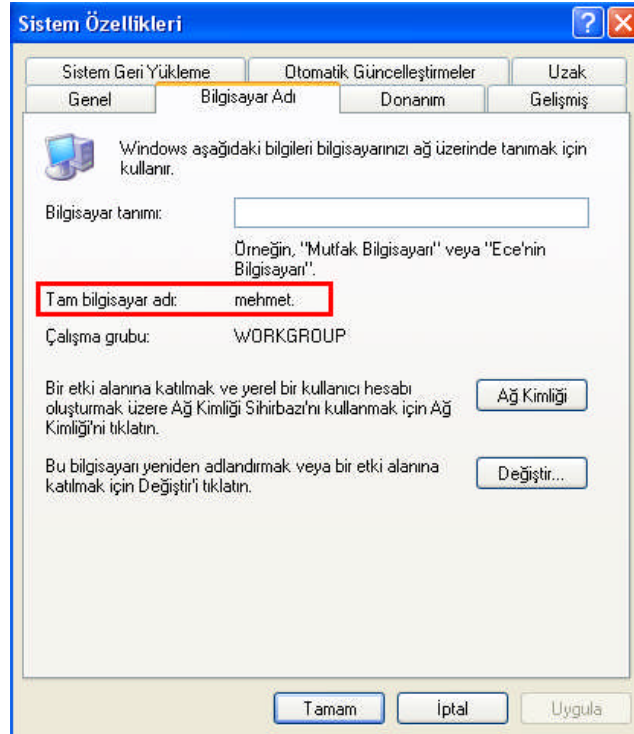 Sistem Özellikleri
Sistem Geri Yükleme Otomatik Güncelleştirmeler Uzak
Genel Bilgisayar Adı Donanım Gelişmiş
Windows aşağıdaki bilgileri bilgisayarınızı ağ üzerinde tanımak için
kullanır.
Bilgisayar tanımı:
Örneğin, "Mutfak Bilgisayarı" veya "Ece'nin
Bilgisayarı".
Tam bilgisayar adı: mehmet.
Çalışma grubu: WORKGROUP
Bir etki alanına katılmak ve yerel bir kullanıcı hesabı
oluşturmak üzere Ağ Kimliği Sihirbazı'nı kullanmak için Ağ
Kimliği'ni tıklatın.
Ağ Kimliği
Bu bilgisayarı yeniden adlandırmak veya bir etki alanına
katılmak için Değiştir'i tıklatın.
Değiştir...
Tamam İptal Uygula